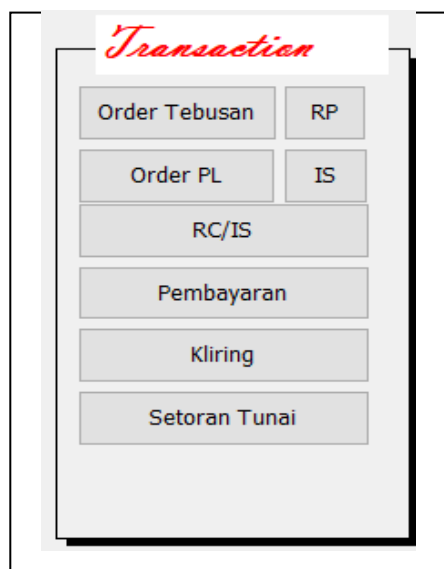 Transaction
Order Tebusan RP
Order PL IS
RC/IS
Pembayaran
Kliring
Setoran Tunai